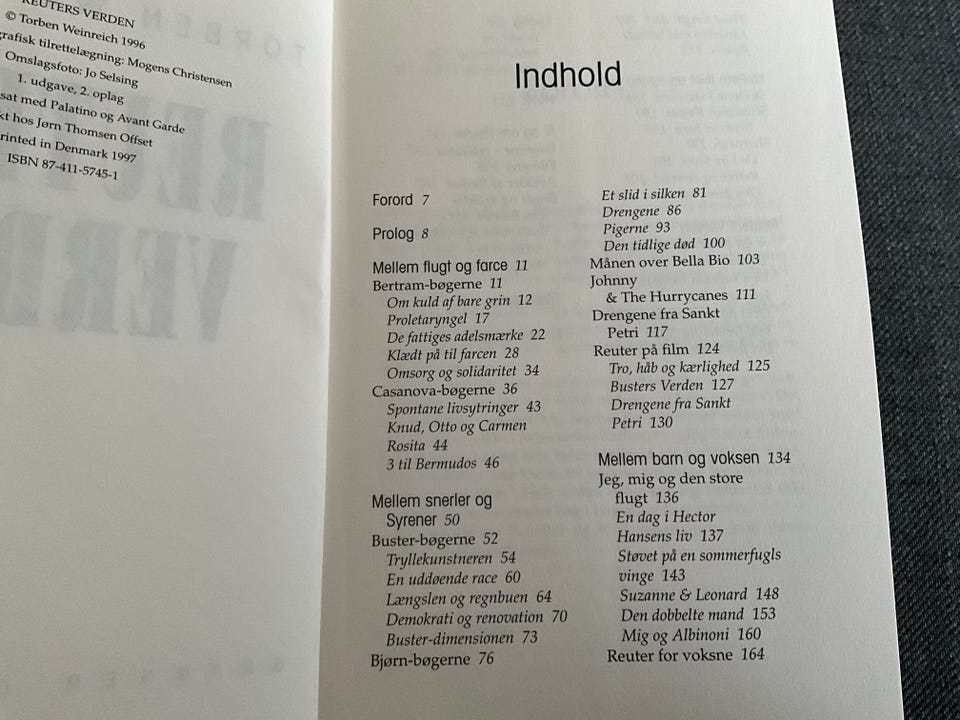 REUTERS VERDEN
© Torben Weinreich 1996
grafisk tilrettelægning: Mogens Christensen
Omslagsfoto: Jo Selsing
1. udgave, 2. oplag
sat med Palatino og Avant Garde
hos Jørn Thomsen Offset
Printed in Denmark 1997
ISBN 87-411-5745-1
Indhold
Forord 7
Prolog 8
Mellem flugt og farce 11
Bertram-bøgerne 11
Om kuld af bare grin 12
Proletaryngel 17
De fattiges adelsmærke 22
Klædt på til farcen 28
Omsorg og solidaritet 34
Casanova-bøgerne 36
Spontane livsytringer 43
Knud, Otto og Carmen
Rosita 44
3 til Bermudos 46
Mellem snerler og
Syrener 50
Buster-bøgerne 52
Tryllekunstneren 54
En uddøende race 60
Længslen og regnbuen 64
Demokrati og renovation 70
Buster-dimensionen 73
Bjørn-bøgerne 76
Et slid i silken 81
Drengene 86
Pigerne 93
Den tidlige død 100
Månen over Bella Bio 103
Johnny
& The Hurrycanes 111
Drengene fra Sankt
Petri 117
Reuter på film 124
Tro, håb og kærlighed 125
Busters Verden 127
Drengene fra Sankt
Petri 130
Mellem barn og voksen 134
Jeg, mig og den store
flugt 136
En dag i Hector
Hansens liv 137
Støvet på en sommerfugls
vinge 143
Suzanne & Leonard 148
Den dobbelte mand 153
Mig og Albinoni 160
Reuter for voksne 164